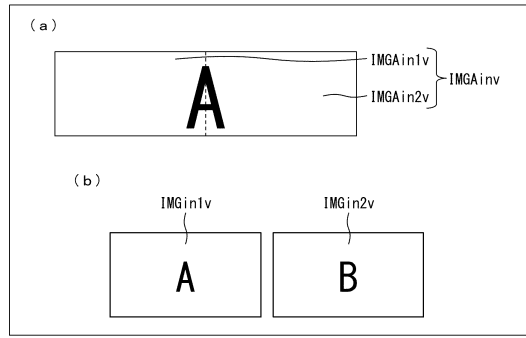 (a)
IMGAin1v
IMGAinv
IMGAin2v
A
(b)
IMGin1v IMGin2v
A B